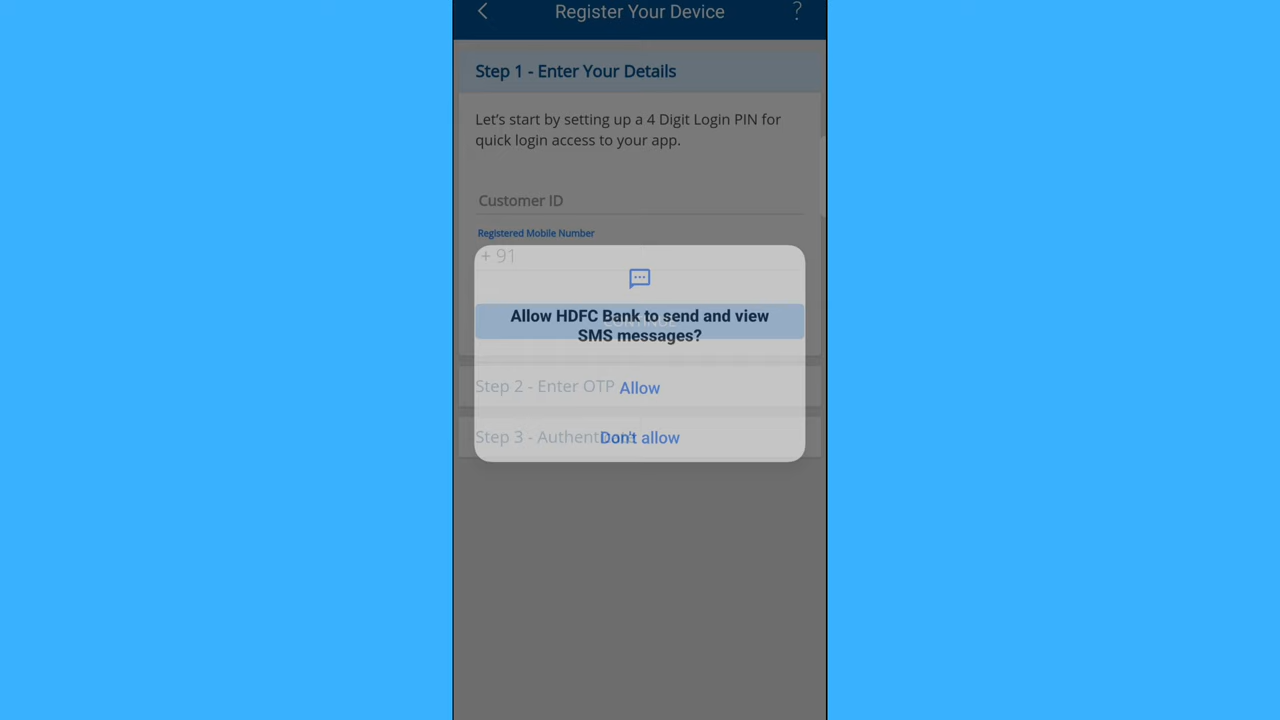 Register Your Device
?
Step 1 - Enter Your Details
Let's start by setting up a 4 Digit Login PIN for
quick login access to your app.
Customer ID
Registered Mobile Number
+ 91
Allow HDFC Bank to send and view
CONTINUE
SMS messages?
Step 2 - Enter OTP
Allow
Step 3 -
Don't allow